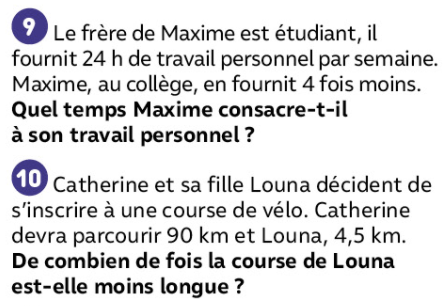 9 Le frère de Maxime est étudiant, il
fournit 24 h de travail personnel par semaine.
Maxime, au collège, en fournit 4 fois moins.
Quel temps Maxime consacre-t-il
à son travail personnel ?
10 Catherine et sa fille Louna décident de
s'inscrire à une course de vélo. Catherine
devra parcourir 90 km et Louna, 4,5 km.
De combien de fois la course de Louna
est-elle moins longue ?